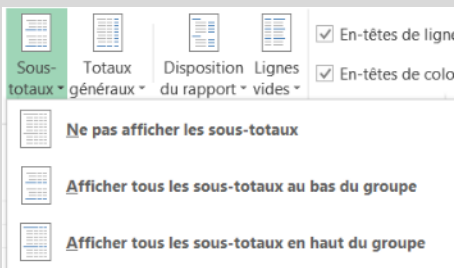 Sous-totaux
Totaux généraux
Disposition du rapport
Lignes vides
En-têtes de ligne
En-têtes de colo
Ne pas afficher les sous-totaux
Afficher tous les sous-totaux au bas du groupe
Afficher tous les sous-totaux en haut du groupe